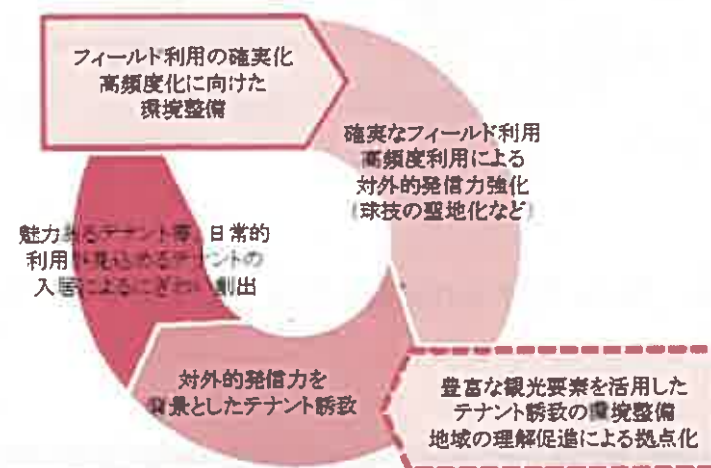 フィールド利用の確実化
高頻度化に向けた
環境整備
確実なフィールド利用
高頻度利用による
対外的発信力強化
(球技の聖地化など)
豊富な観光要素を活用した
テナント誘致の環境整備
地域の理解促進による拠点化
対外的発信力を
背景としたテナント誘致
魅力あるテナント等、日常的
利用が見込めるテナントの
入居によるにぎわい創出